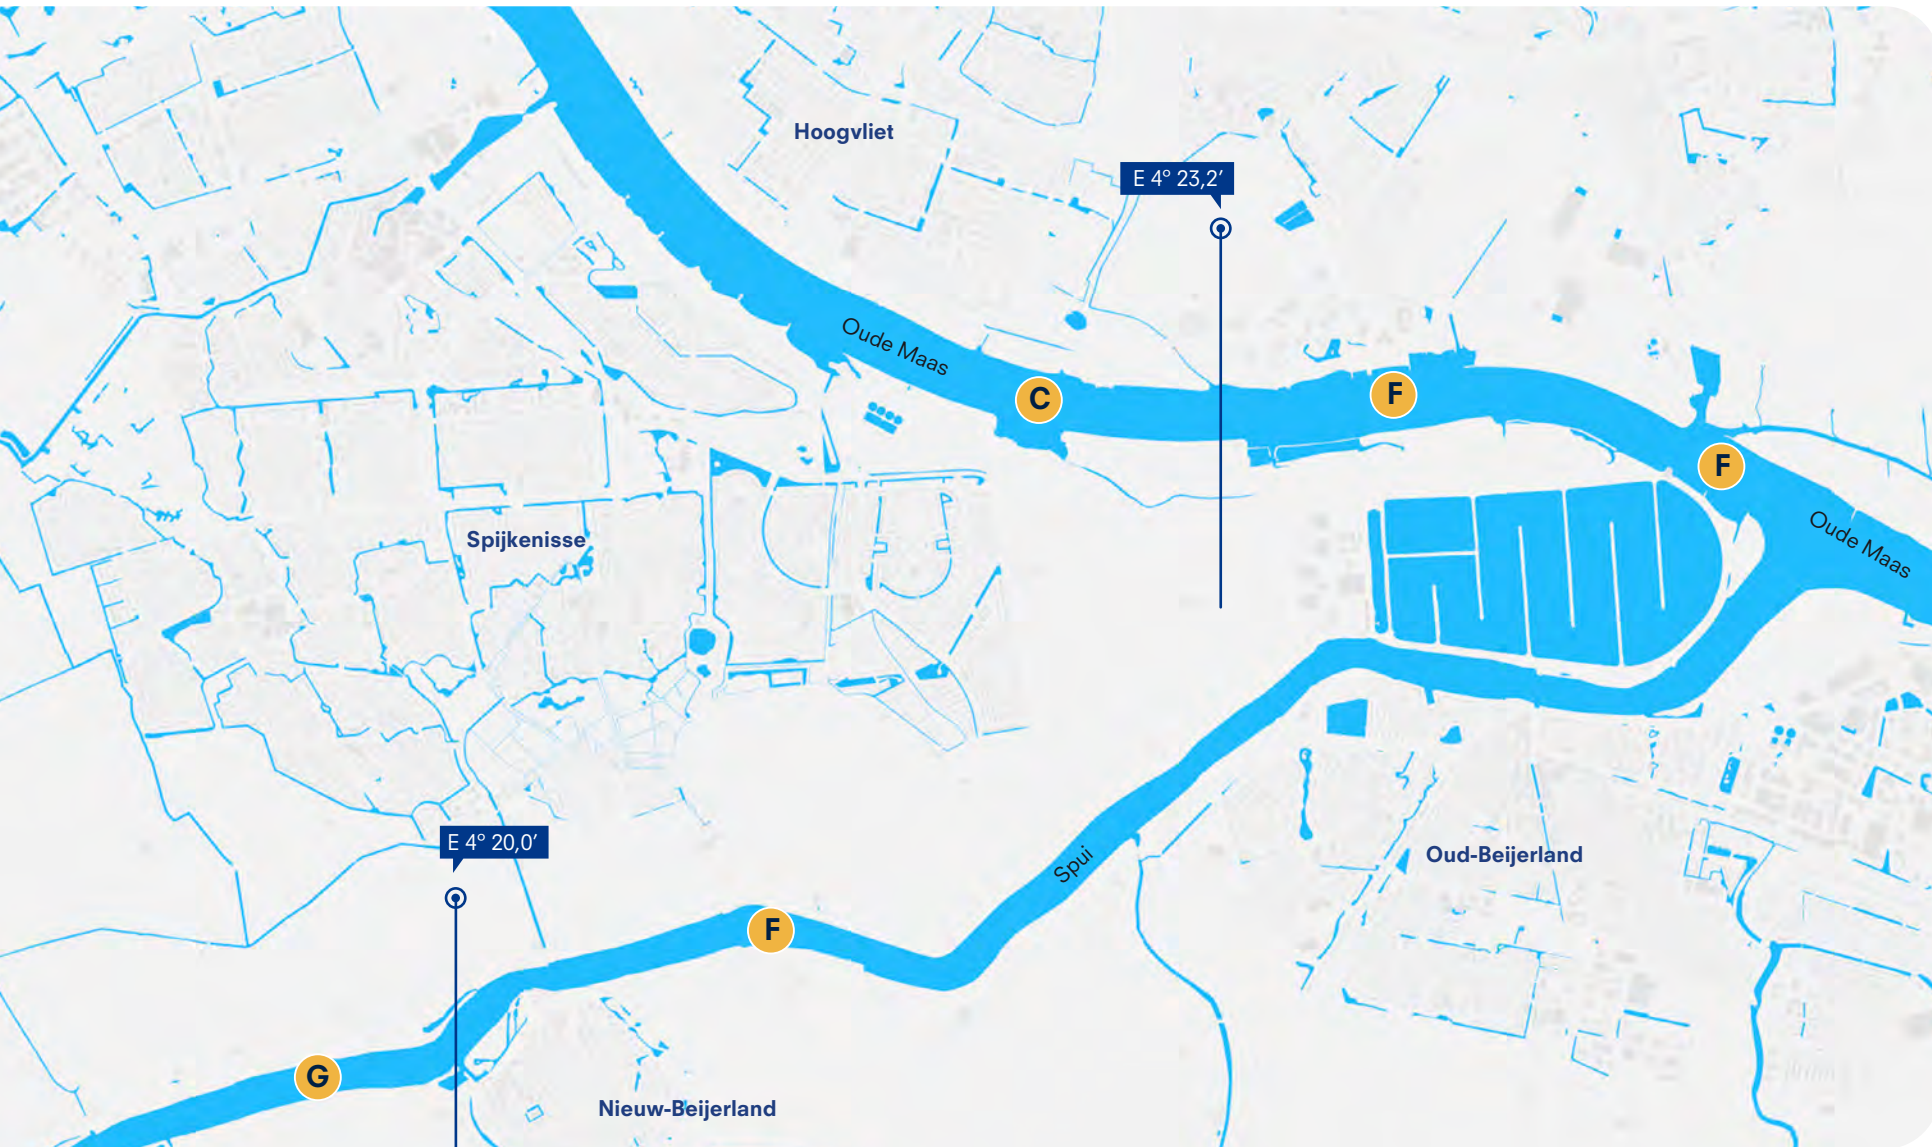 Hoogvliet
E 4° 23,2’
Oude Maas
C
F
F
Oude Maas
Spijkenisse
E 4° 20,0’
Spui
Oud-Beijerland
F
G
Nieuw-Beijerland